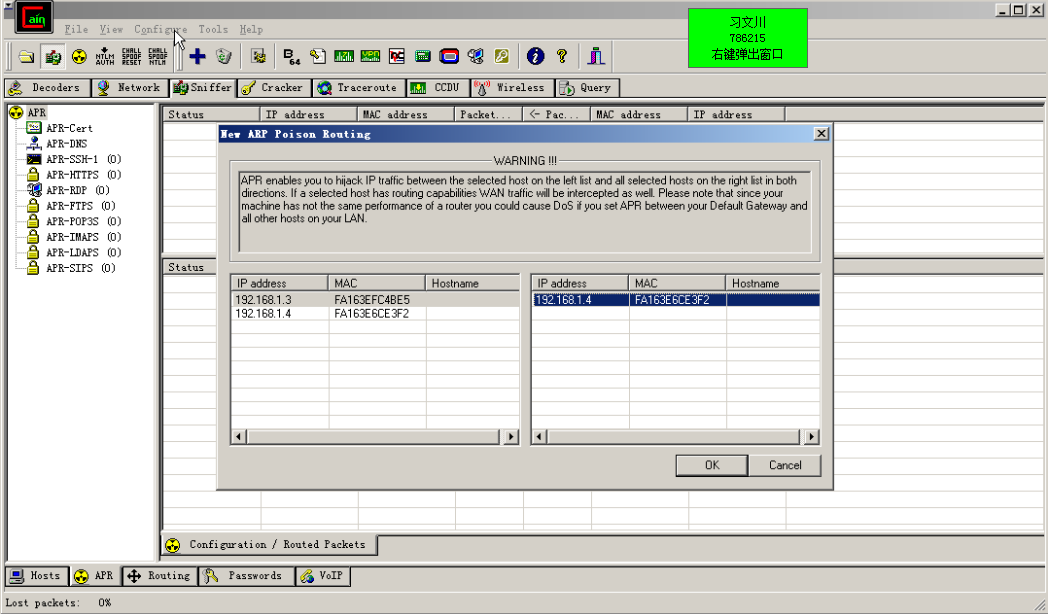 Cain
File View Configure Tools Help
习文川
786215
右键弹出窗口
NTLM AUTH
CHALL SPOOF RESET
CHALL SPOOF NTLM
B64
Decoders Network Sniffer Cracker Traceroute CCDU Wireless Query
APR
APR-Cert
APR-DNS
APR-SSH-1 (0)
APR-HTTPS (0)
APR-RDP (0)
APR-FTPS (0)
APR-POP3S (0)
APR-IMAPS (0)
APR-LDAPS (0)
APR-SIPS (0)
Status IP address MAC address Packet... <- Pac... MAC address IP address
New ARP Poison Routing
WARNING !!!
APR enables you to hijack IP traffic between the selected host on the left list and all selected hosts on the right list in both
directions. If a selected host has routing capabilities WAN traffic will be intercepted as well. Please note that since your
machine has not the same performance of a router you could cause DoS if you set APR between your Default Gateway and
all other hosts on your LAN.
Status
IP address MAC Hostname
192.168.1.3 FA163EFC4BE5
192.168.1.4 FA163E6CE3F2
IP address MAC Hostname
192.168.1.4 FA163E6CE3F2
OK Cancel
Configuration / Routed Packets
Hosts APR Routing Passwords VoIP
Lost packets: 0%